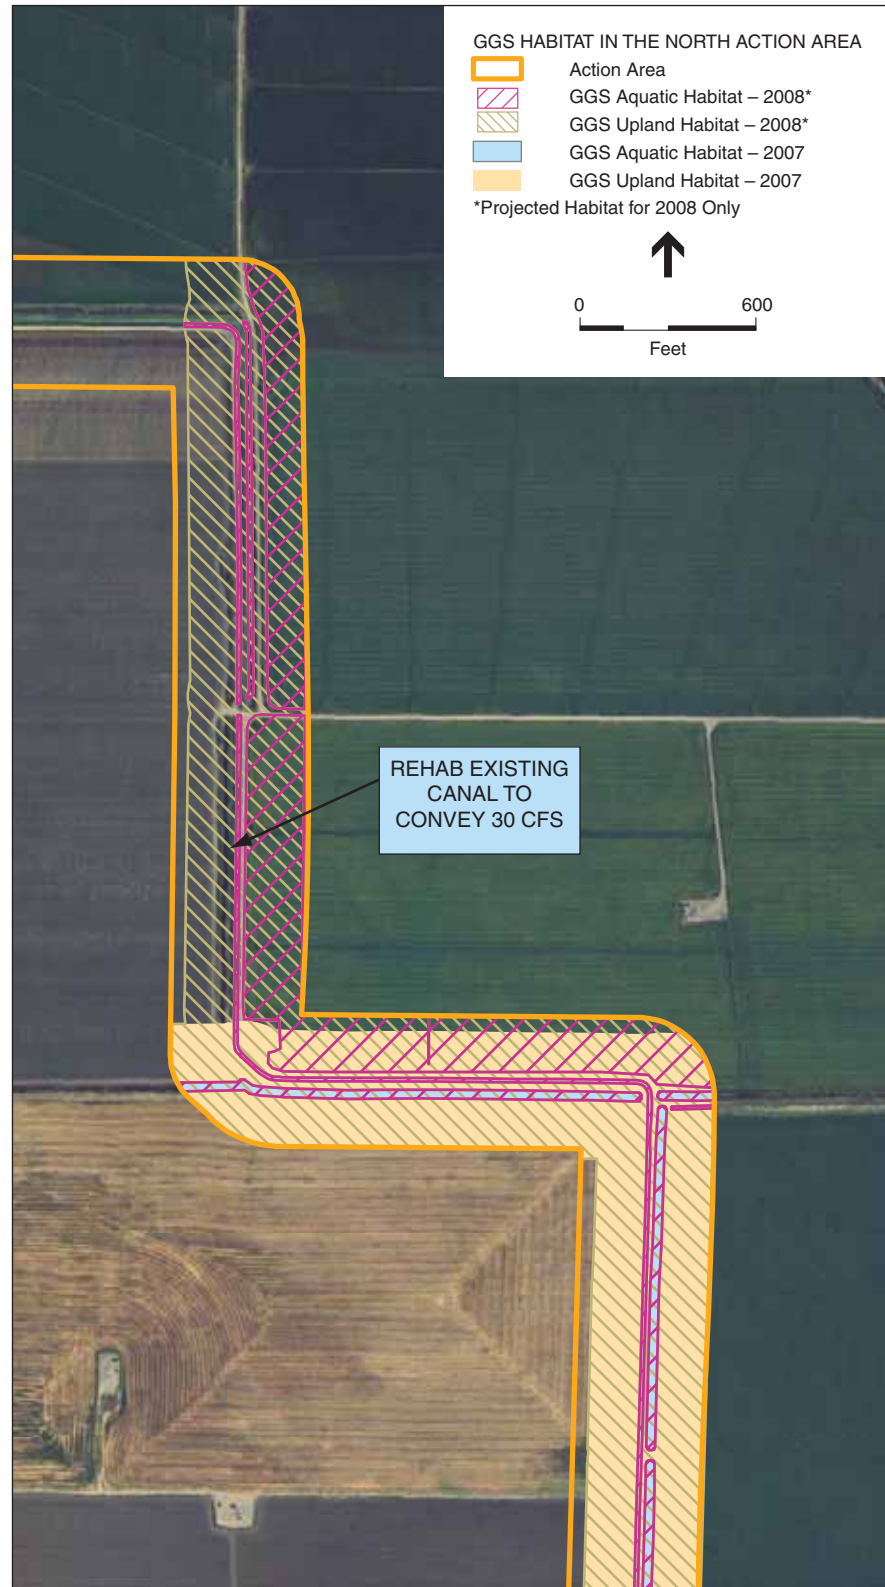 GGS HABITAT IN THE NORTH ACTION AREA
Action Area
GGS Aquatic Habitat – 2008*
GGS Upland Habitat – 2008*
GGS Aquatic Habitat – 2007
GGS Upland Habitat – 2007
*Projected Habitat for 2008 Only
0 600
Feet
REHAB EXISTING
CANAL TO
CONVEY 30 CFS